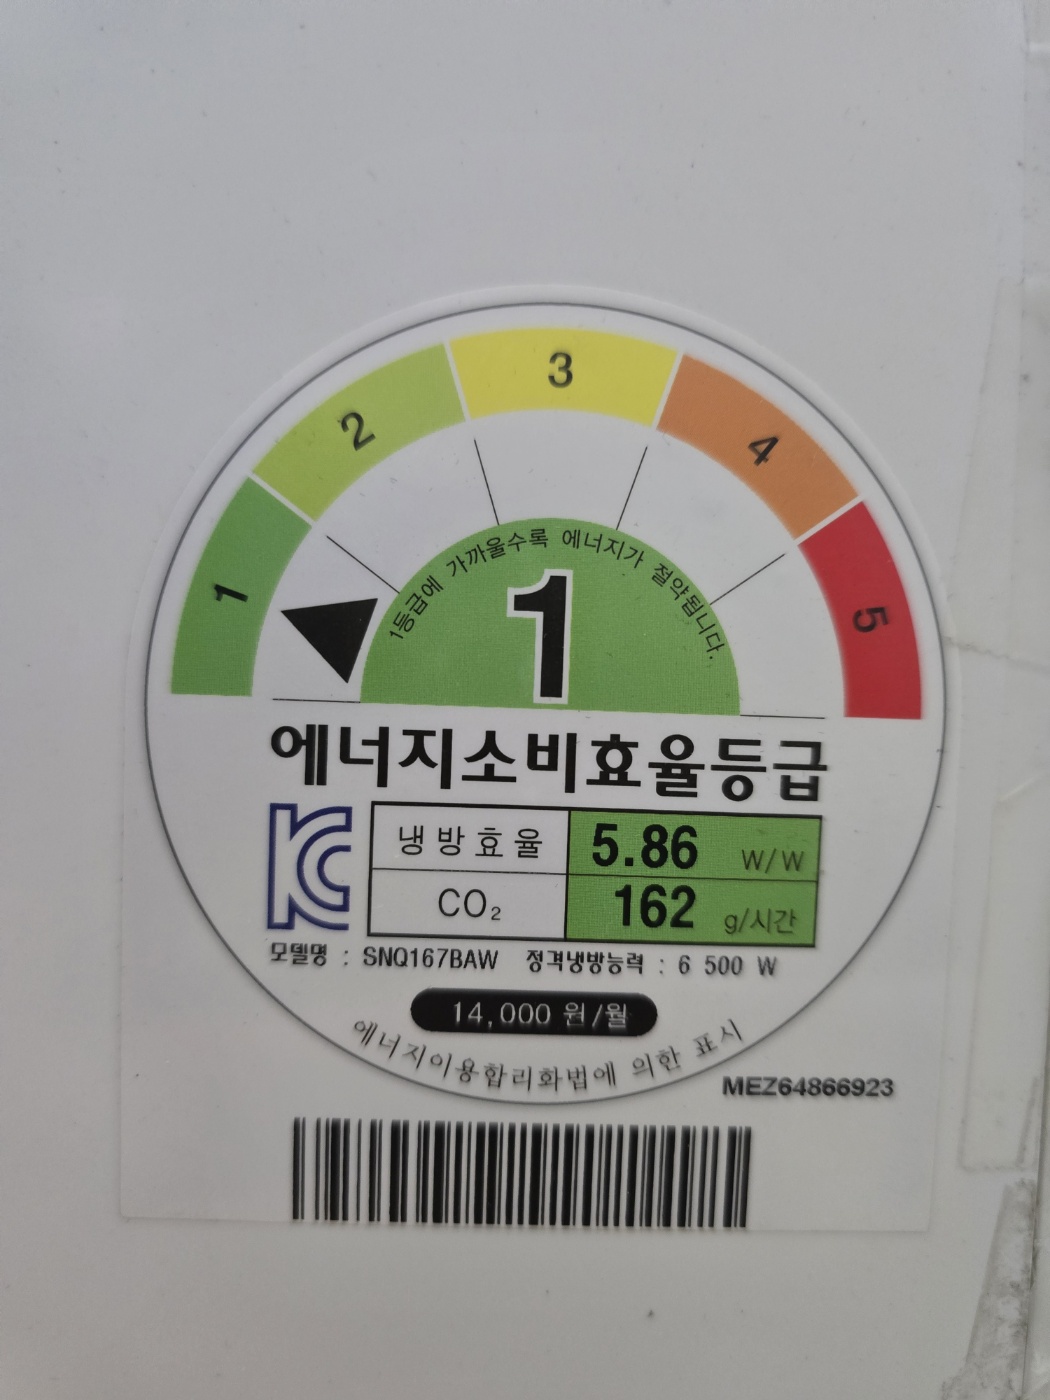 1
2
3
4
5
1등급에 가까울수록 에너지가 절약됩니다.
1
에너지소비효율등급
KC
냉방효율 5.86 W/W
CO₂ 162 g/시간
모델명 : SNQ167BAW 정격냉방능력 : 6 500 W
14,000 원/월
에너지이용합리화법에 의한 표시
MEZ64866923